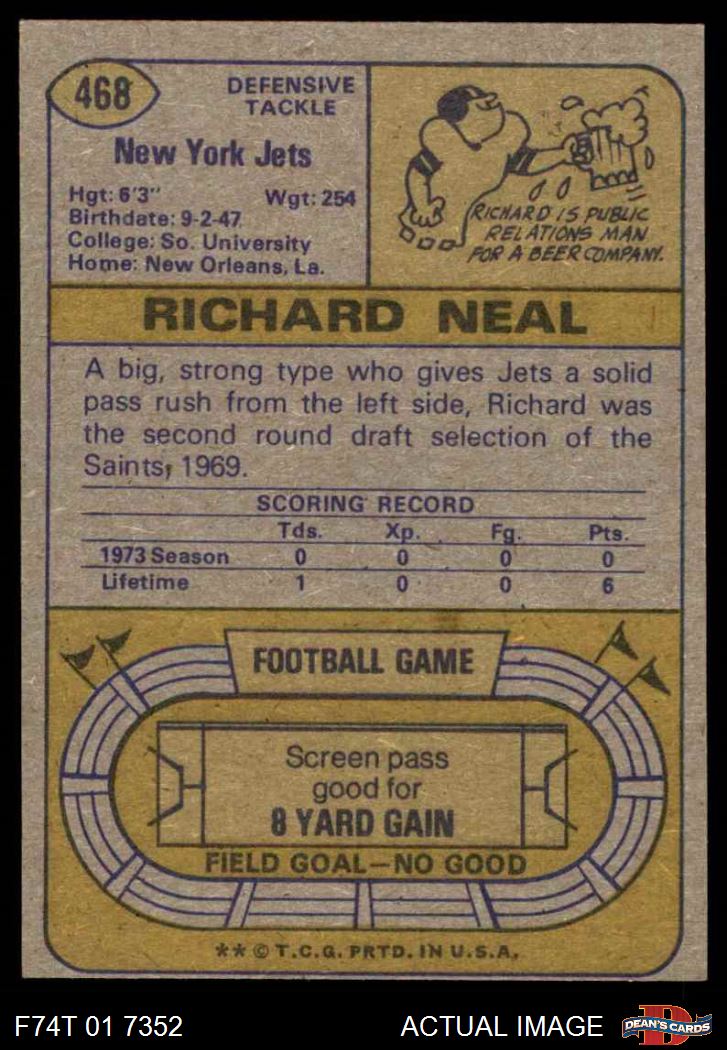 468
DEFENSIVE
TACKLE
New York Jets
Hgt: 6'3" Wgt: 254
Birthdate: 9-2-47
College: So. University
Home: New Orleans, La.
RICHARD IS PUBLIC
RELATIONS MAN
FOR A BEER COMPANY.
RICHARD NEAL
A big, strong type who gives Jets a solid
pass rush from the left side, Richard was
the second round draft selection of the
Saints, 1969.
SCORING RECORD
Tds. Xp. Fg. Pts.
1973 Season 0 0 0 0
Lifetime 1 0 0 6
FOOTBALL GAME
Screen pass
good for
8 YARD GAIN
FIELD GOAL—NO GOOD
** © T.C.G. PRTD. IN U.S.A.
F74T 01 7352 ACTUAL IMAGE
D
DEAN'S CARDS